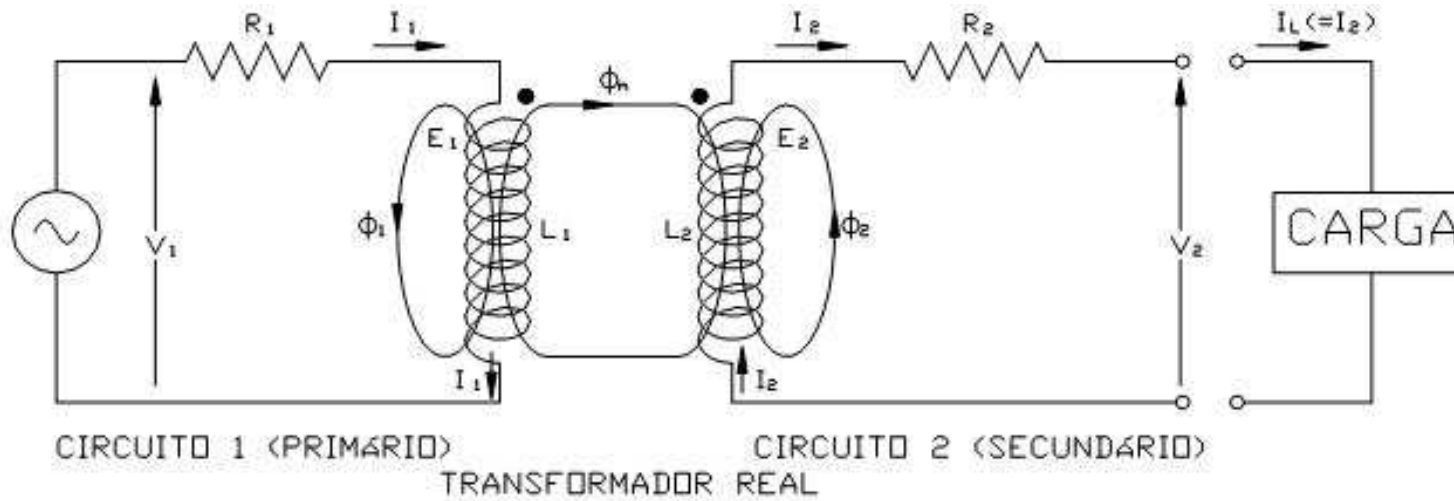 R₁ I₁ I₂ R₂ I_L(=I₂)
ϕₘ
E₁ E₂
ϕ₁ L₁ L₂ ϕ₂
V₁ V₂ CARGA
I₁ I₂
CIRCUITO 1 (PRIMáRIO) CIRCUITO 2 (SECUNDáRIO)
TRANSFORMADOR REAL